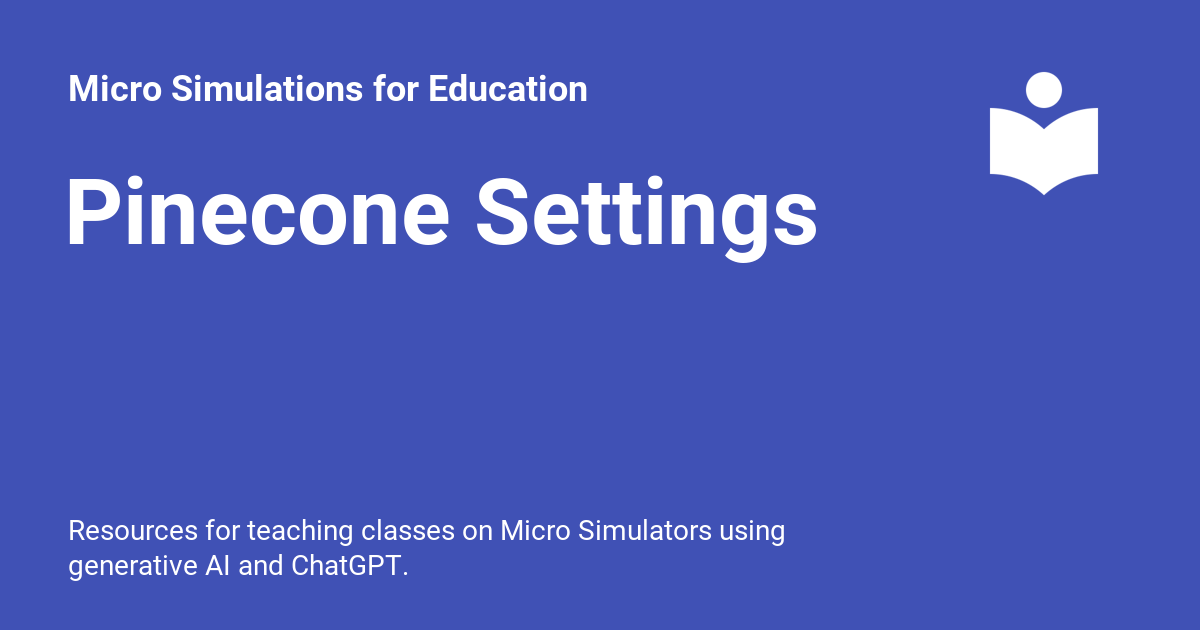 Micro Simulations for Education
Pinecone Settings
Resources for teaching classes on Micro Simulators using
generative AI and ChatGPT.